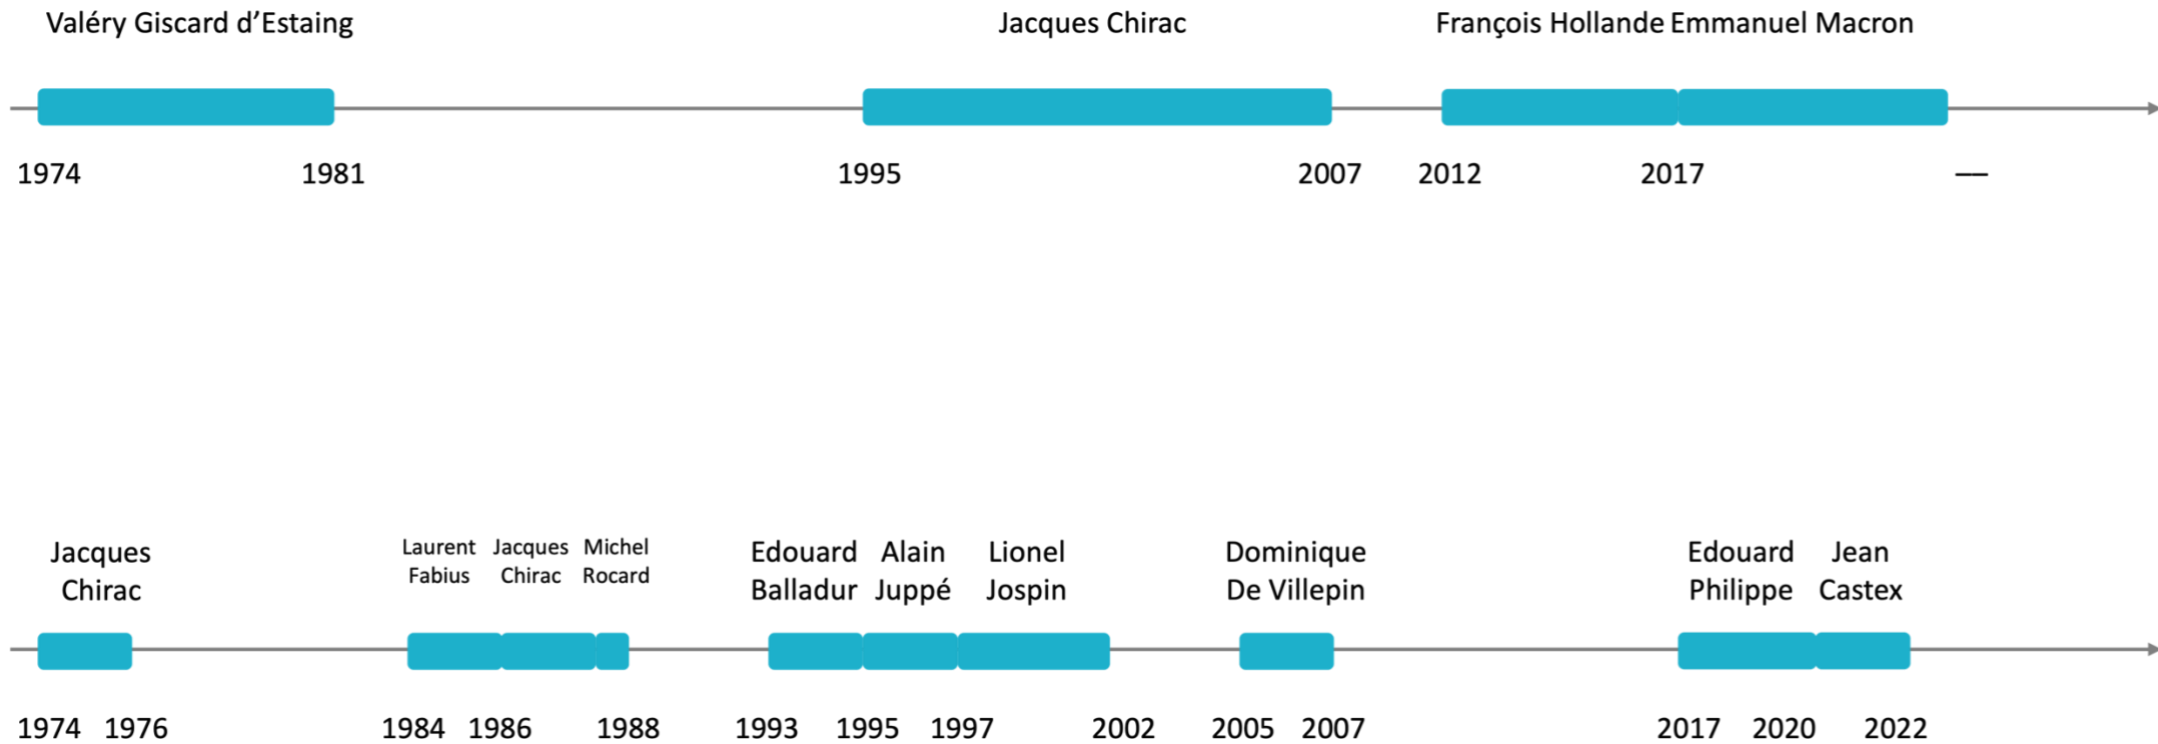 Valéry Giscard d’Estaing
Jacques Chirac
François Hollande
Emmanuel Macron
1974
1981
1995
2007
2012
2017
—
Jacques
Chirac
Laurent
Fabius
Jacques
Chirac
Michel
Rocard
Edouard
Balladur
Alain
Juppé
Lionel
Jospin
Dominique
De Villepin
Edouard
Philippe
Jean
Castex
1974
1976
1984
1986
1988
1993
1995
1997
2002
2005
2007
2017
2020
2022